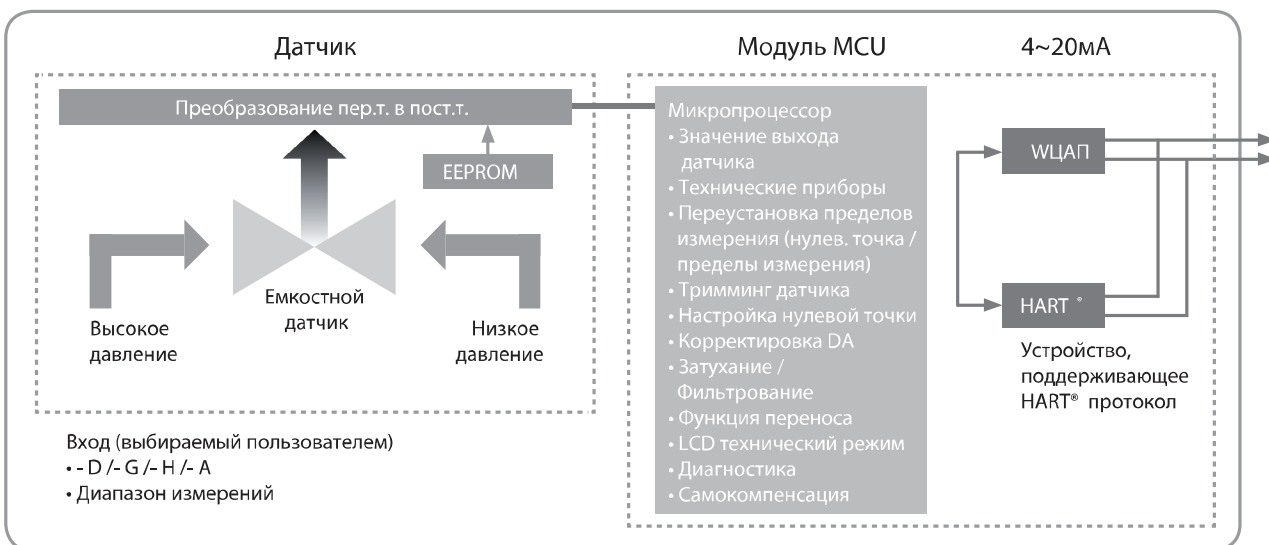 Датчик
Преобразование пер.т. в пост.т.
EEPROM
Емкостной
датчик
Высокое
давление
Низкое
давление
Вход (выбираемый пользователем)
• - D /- G /- H /- A
• Диапазон измерений
Модуль MCU
Микропроцессор
• Значение выхода
датчика
• Технические приборы
• Переустановка пределов
измерения (нулев. точка /
пределы измерения)
• Тримминг датчика
• Настройка нулевой точки
• Корректировка DA
• Затухание /
Фильтрование
• Функция переноса
• LCD технический режим
• Диагностика
• Самокомпенсация
4~20мА
WЦАП
HART ®
Устройство,
поддерживающее
HART® протокол